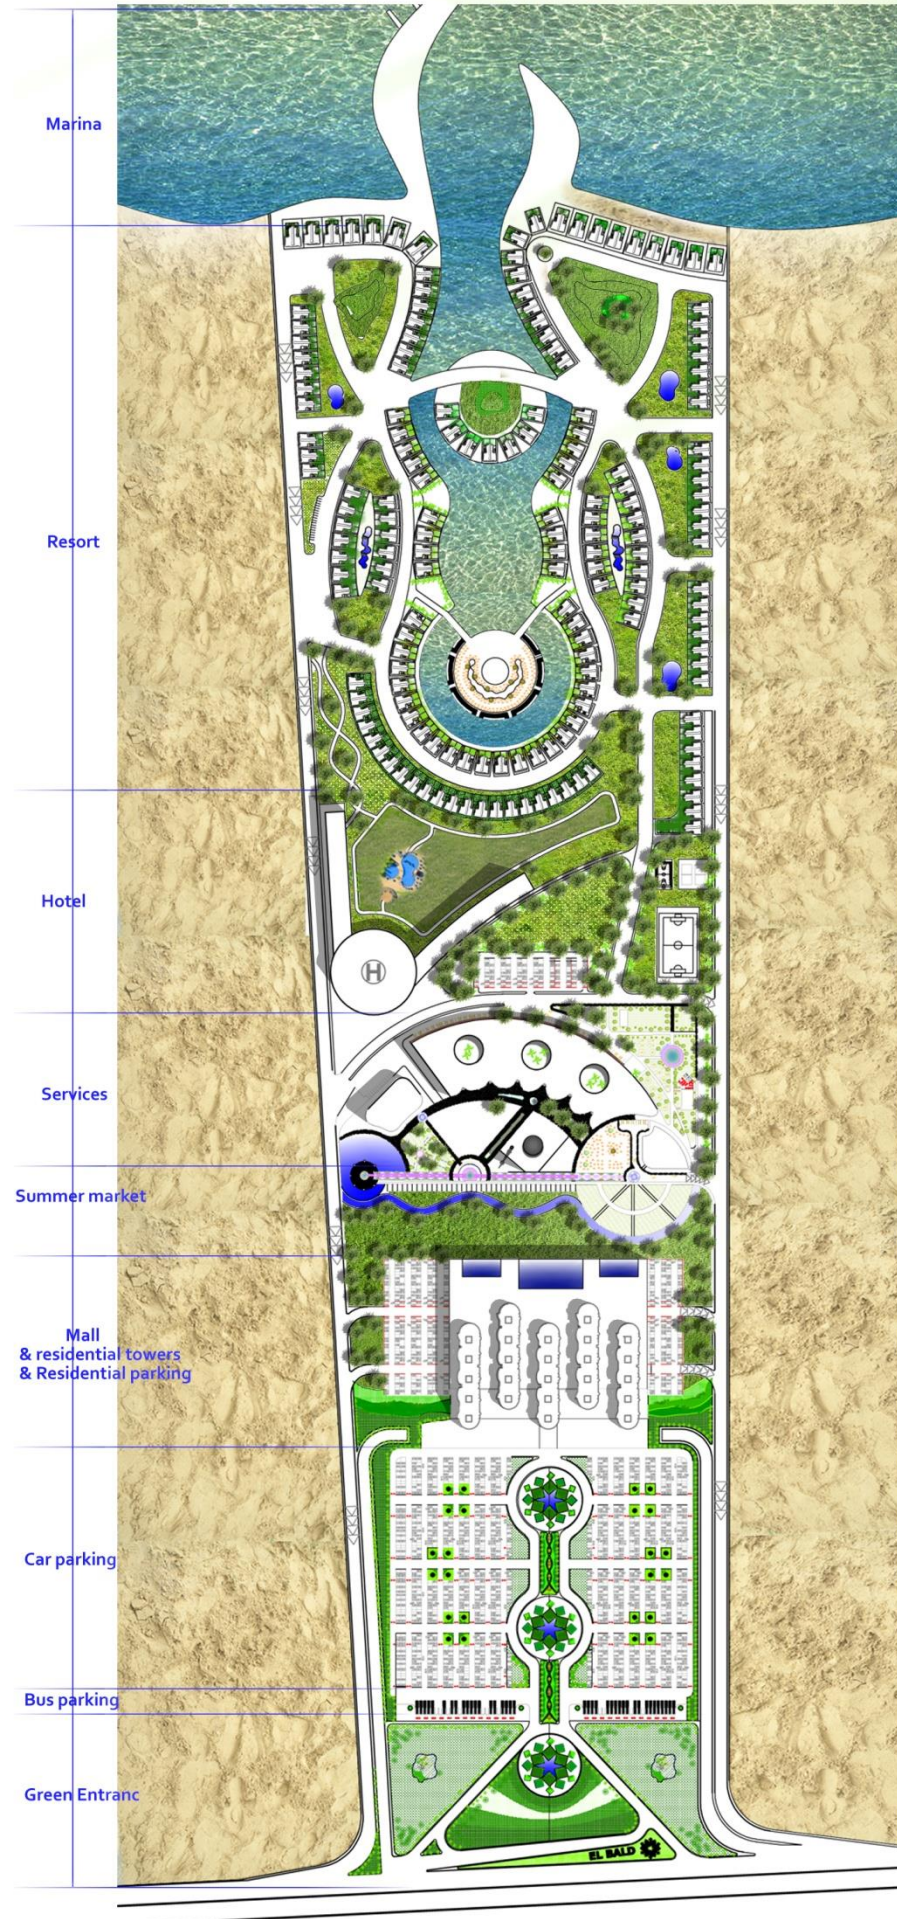 Marina
Resort
Hotel
H
Services
Summer market
Mall
& residential towers
& Residential parking
Car parking
Bus parking
Green Entranc
EL BALD